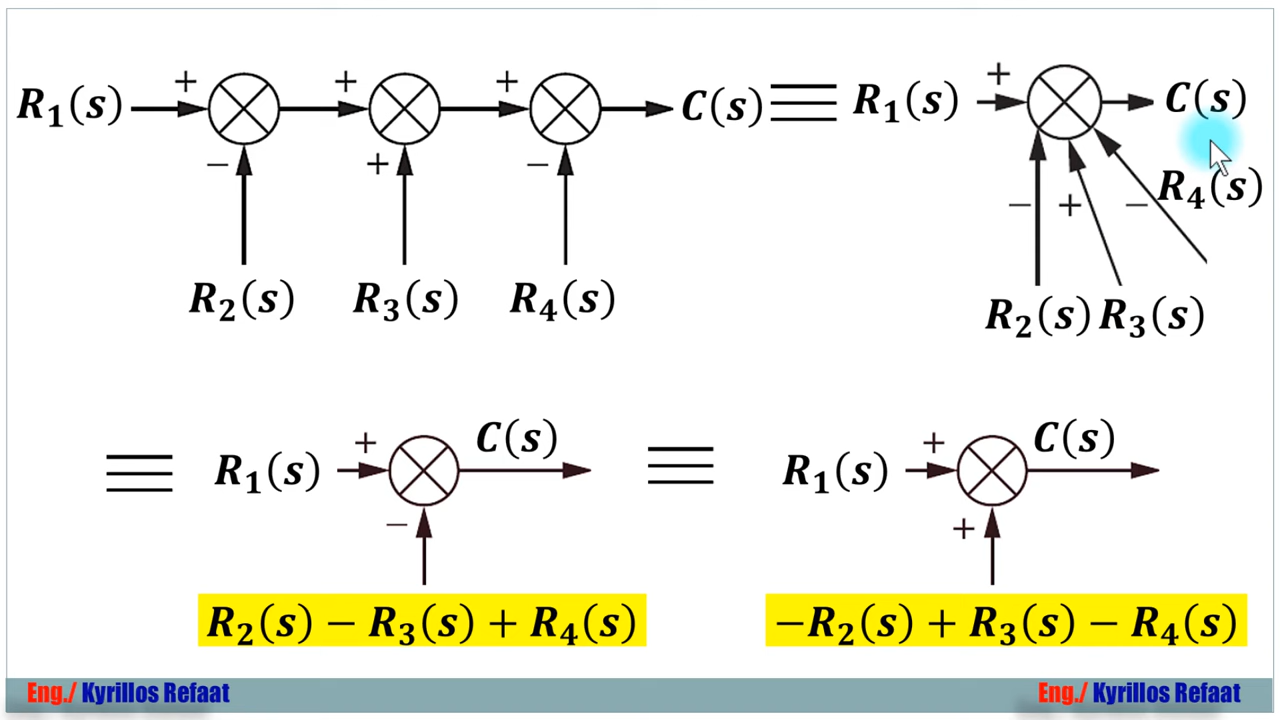 + + + +
R₁(s) C(s) ≡ R₁(s) C(s)
− + −
R₄(s)
− + −
R₂(s) R₃(s) R₄(s)
R₂(s) R₃(s)
+ C(s) + C(s)
≡ R₁(s) ≡ R₁(s)
− +
R₂(s) − R₃(s) + R₄(s)
−R₂(s) + R₃(s) − R₄(s)
Eng./ Kyrillos Refaat
Eng./ Kyrillos Refaat